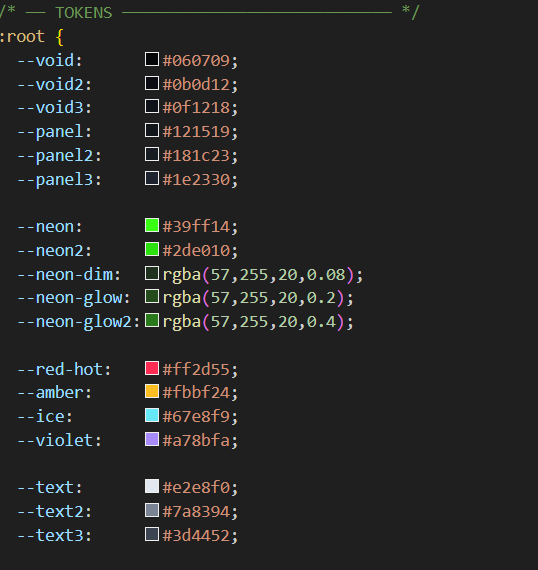 /* ── TOKENS ───────────────────────────── */
:root {
--void: #060709;
--void2: #0b0d12;
--void3: #0f1218;
--panel: #121519;
--panel2: #181c23;
--panel3: #1e2330;
--neon: #39ff14;
--neon2: #2de010;
--neon-dim: rgba(57,255,20,0.08);
--neon-glow: rgba(57,255,20,0.2);
--neon-glow2: rgba(57,255,20,0.4);
--red-hot: #ff2d55;
--amber: #fbbf24;
--ice: #67e8f9;
--violet: #a78bfa;
--text: #e2e8f0;
--text2: #7a8394;
--text3: #3d4452;